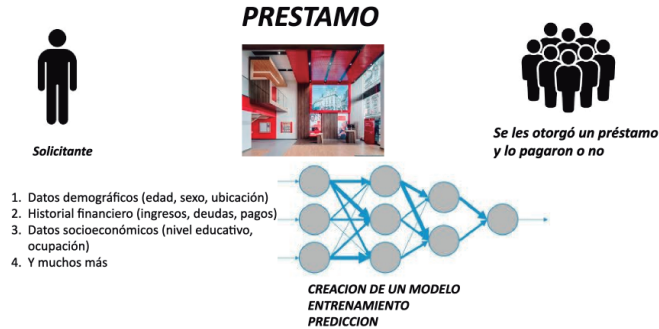 PRESTAMO
Solicitante
Se les otorgó un préstamo
y lo pagaron o no
1. Datos demográficos (edad, sexo, ubicación)
2. Historial financiero (ingresos, deudas, pagos)
3. Datos socioeconómicos (nivel educativo,
ocupación)
4. Y muchos más
CREACION DE UN MODELO
ENTRENAMIENTO
PREDICCION